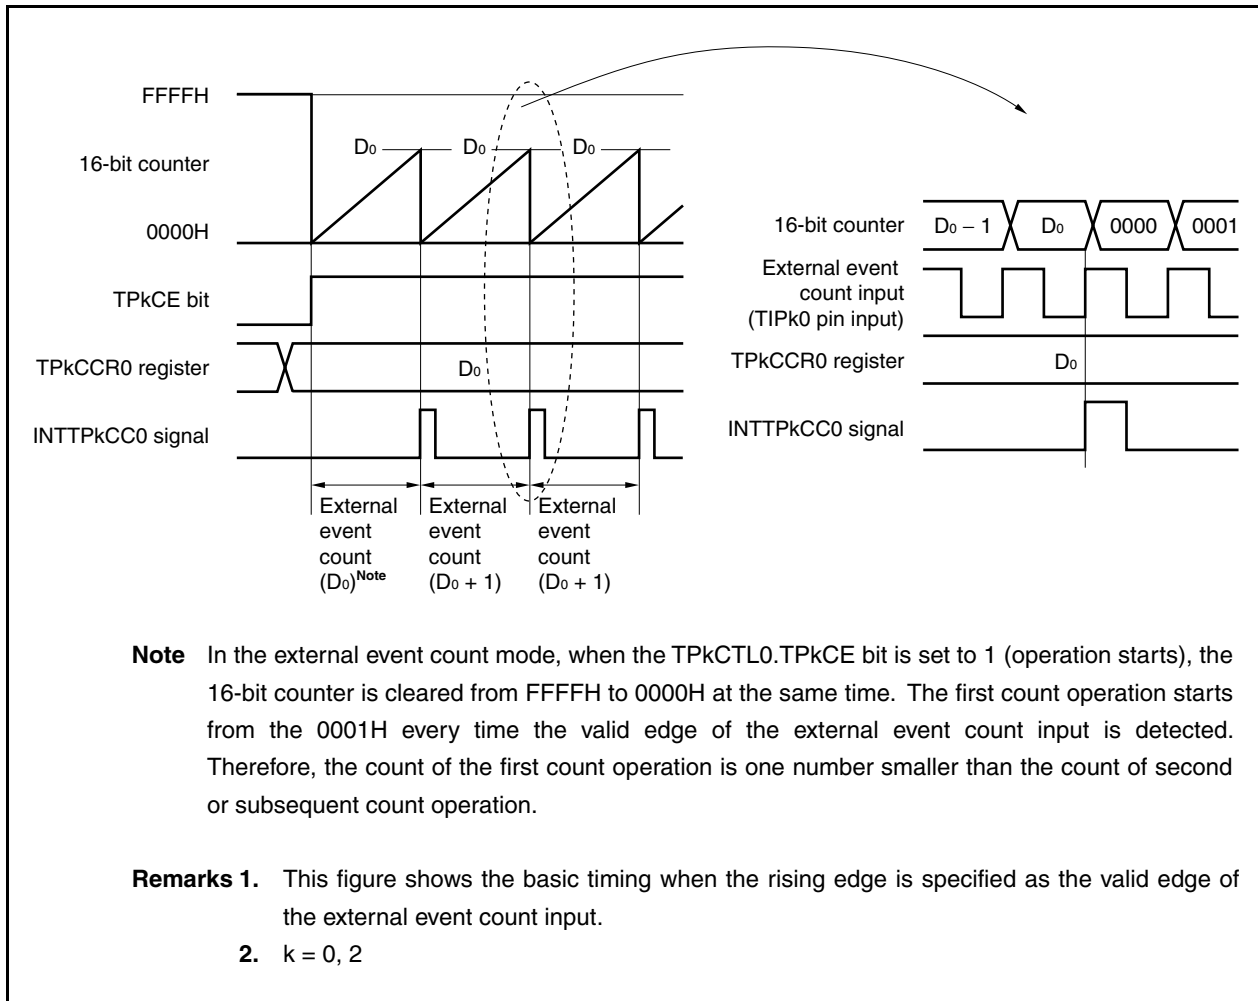 FFFFH
16-bit counter
0000H
D0
D0
D0
TPkCE bit
TPkCCR0 register
D0
INTTPkCC0 signal
External event count (D0)Note
External event count (D0 + 1)
External event count (D0 + 1)
16-bit counter
D0 − 1
D0
0000
0001
External event
count input
(TIPk0 pin input)
TPkCCR0 register
D0
INTTPkCC0 signal
Note In the external event count mode, when the TPkCTL0.TPkCE bit is set to 1 (operation starts), the
16-bit counter is cleared from FFFFH to 0000H at the same time. The first count operation starts
from the 0001H every time the valid edge of the external event count input is detected.
Therefore, the count of the first count operation is one number smaller than the count of second
or subsequent count operation.
Remarks 1. This figure shows the basic timing when the rising edge is specified as the valid edge of
the external event count input.
2. k = 0, 2